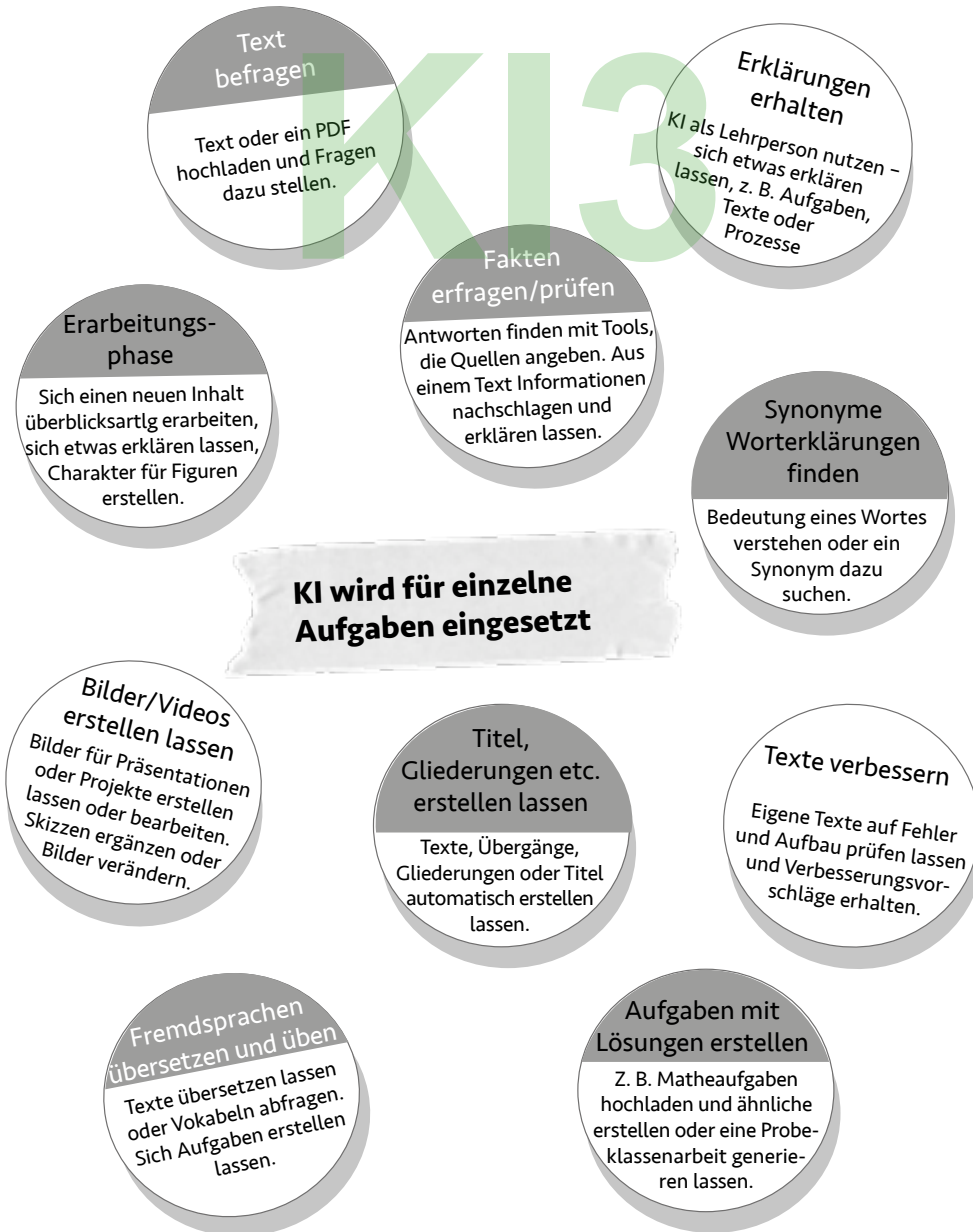 KI3
Text
befragen
Text oder ein PDF
hochladen und Fragen
dazu stellen.
Erklärungen
erhalten
KI als Lehrperson nutzen –
sich etwas erklären
lassen, z. B. Aufgaben,
Texte oder
Prozesse
Fakten
erfragen/prüfen
Antworten finden mit Tools,
die Quellen angeben. Aus
einem Text Informationen
nachschlagen und
erklären lassen.
Erarbeitungs-
phase
Sich einen neuen Inhalt
überblicksartlg erarbeiten,
sich etwas erklären lassen,
Charakter für Figuren
erstellen.
Synonyme
Worterklärungen
finden
Bedeutung eines Wortes
verstehen oder ein
Synonym dazu
suchen.
KI wird für einzelne
Aufgaben eingesetzt
Bilder/Videos
erstellen lassen
Bilder für Präsentationen
oder Projekte erstellen
lassen oder bearbeiten.
Skizzen ergänzen oder
Bilder verändern.
Titel,
Gliederungen etc.
erstellen lassen
Texte, Übergänge,
Gliederungen oder Titel
automatisch erstellen
lassen.
Texte verbessern
Eigene Texte auf Fehler
und Aufbau prüfen lassen
und Verbesserungsvor-
schläge erhalten.
Fremdsprachen
übersetzen und üben
Texte übersetzen lassen
oder Vokabeln abfragen.
Sich Aufgaben erstellen
lassen.
Aufgaben mit
Lösungen erstellen
Z. B. Matheaufgaben
hochladen und ähnliche
erstellen oder eine Probe-
klassenarbeit generie-
ren lassen.